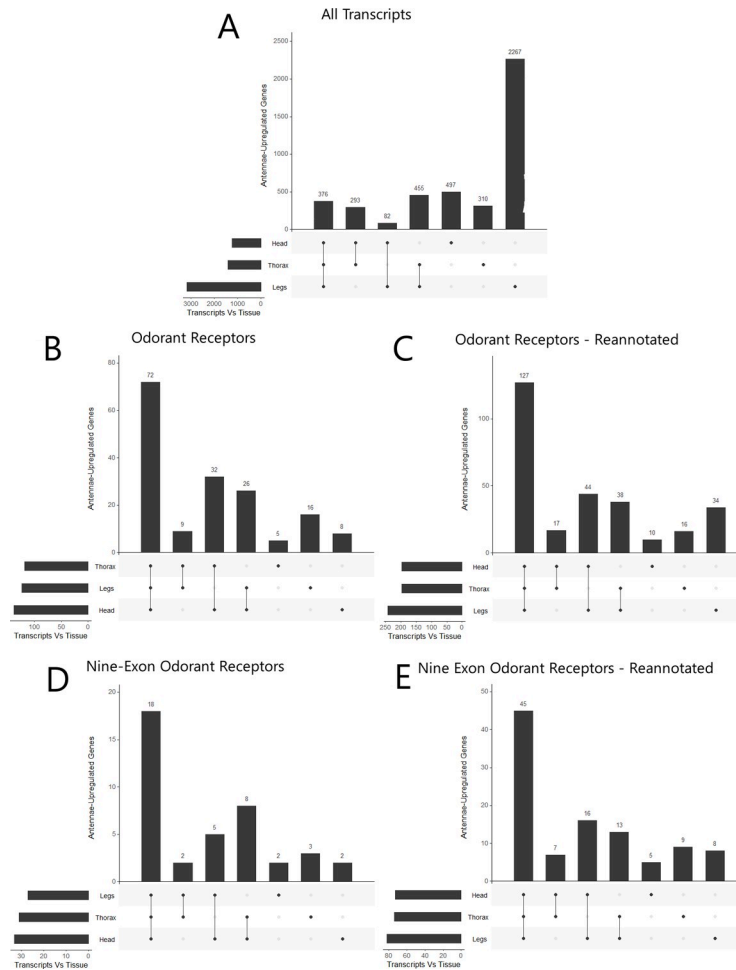 A
All Transcripts
Antennae-Upregulated Genes
2500
2000
1500
1000
500
0
376
293
82
455
497
310
2267
Head
Thorax
Legs
3000 2000 1000 0
Transcripts Vs Tissue
B
Odorant Receptors
Antennae-Upregulated Genes
80
60
40
20
0
72
9
32
26
5
16
8
Thorax
Legs
Head
100 50 0
Transcripts Vs Tissue
C
Odorant Receptors - Reannotated
Antennae-Upregulated Genes
100
50
0
127
17
44
38
10
16
34
Head
Thorax
Legs
250 200 150 100 50 0
Transcripts Vs Tissue
D
Nine-Exon Odorant Receptors
Antennae-Upregulated Genes
20
15
10
5
0
18
2
5
8
2
3
2
Legs
Thorax
Head
30 20 10 0
Transcripts Vs Tissue
E
Nine Exon Odorant Receptors - Reannotated
Antennae-Upregulated Genes
50
40
30
20
10
0
45
7
16
13
5
9
8
Head
Thorax
Legs
80 60 40 20 0
Transcripts Vs Tissue